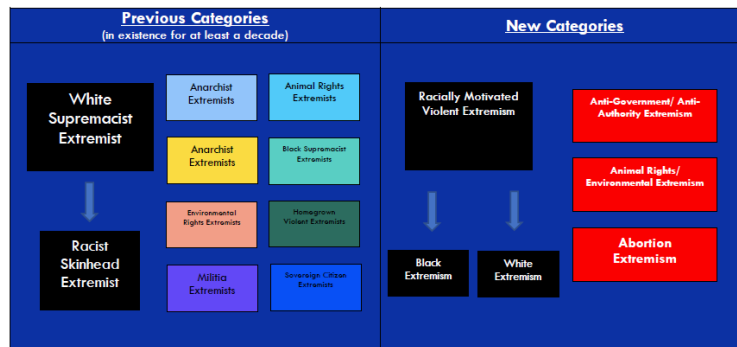 Previous Categories
(in existence for at least a decade)
New Categories
White
Supremacist
Extremist
Racist
Skinhead
Extremist
Anarchist
Extremists
Animal Rights
Extremists
Anarchist
Extremists
Black Supremacist
Extremists
Environmental
Rights Extremists
Homegrown
Violent Extremists
Militia
Extremists
Sovereign Citizen
Extremists
Racially Motivated
Violent Extremism
Black
Extremism
White
Extremism
Anti-Government/ Anti-
Authority Extremism
Animal Rights/
Environmental Extremism
Abortion
Extremism